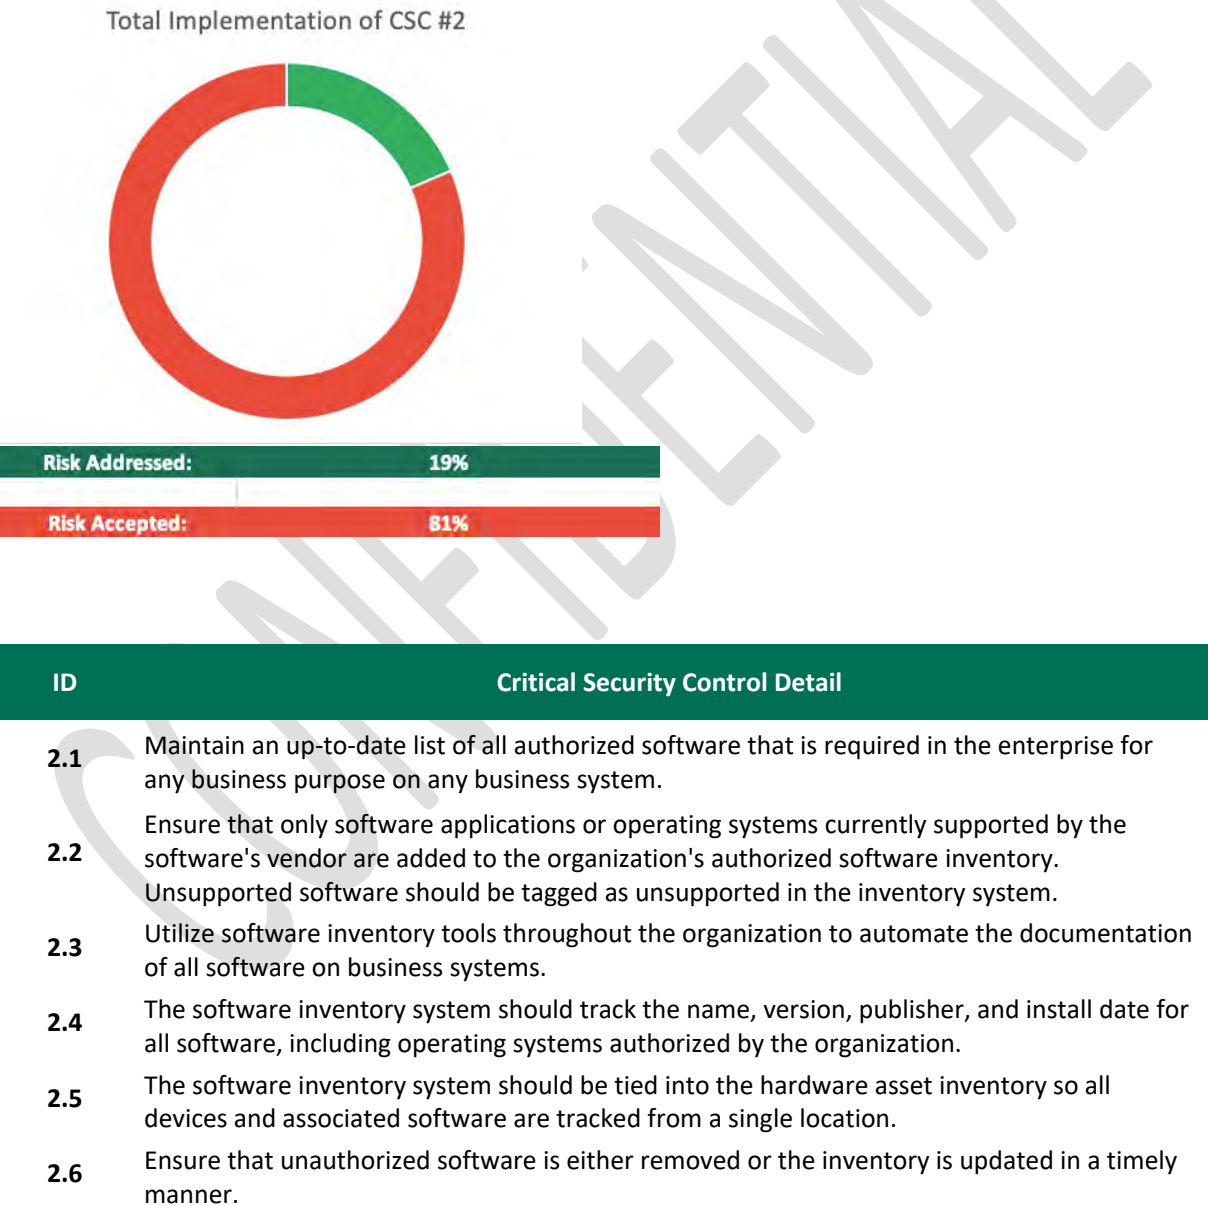 Total Implementation of CSC #2
Risk Addressed: 19%
Risk Accepted: 81%
CONFIDENTIAL
ID Critical Security Control Detail
2.1 Maintain an up-to-date list of all authorized software that is required in the enterprise for
any business purpose on any business system.
2.2 Ensure that only software applications or operating systems currently supported by the
software's vendor are added to the organization's authorized software inventory.
Unsupported software should be tagged as unsupported in the inventory system.
2.3 Utilize software inventory tools throughout the organization to automate the documentation
of all software on business systems.
2.4 The software inventory system should track the name, version, publisher, and install date for
all software, including operating systems authorized by the organization.
2.5 The software inventory system should be tied into the hardware asset inventory so all
devices and associated software are tracked from a single location.
2.6 Ensure that unauthorized software is either removed or the inventory is updated in a timely
manner.